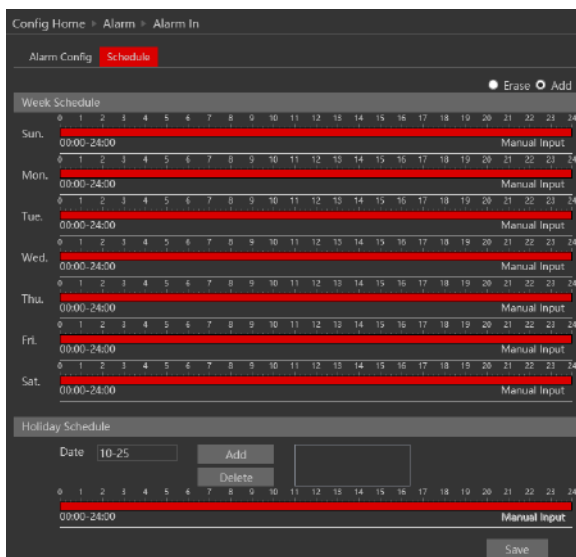 Config Home ▸ Alarm ▸ Alarm In
Alarm Config Schedule
Erase Add
Week Schedule
0 1 2 3 4 5 6 7 8 9 10 11 12 13 14 15 16 17 18 19 20 21 22 23 24
Sun.
00:00-24:00 Manual Input
0 1 2 3 4 5 6 7 8 9 10 11 12 13 14 15 16 17 18 19 20 21 22 23 24
Mon.
00:00-24:00 Manual Input
0 1 2 3 4 5 6 7 8 9 10 11 12 13 14 15 16 17 18 19 20 21 22 23 24
Tue.
00:00-24:00 Manual Input
0 1 2 3 4 5 6 7 8 9 10 11 12 13 14 15 16 17 18 19 20 21 22 23 24
Wed.
00:00-24:00 Manual Input
0 1 2 3 4 5 6 7 8 9 10 11 12 13 14 15 16 17 18 19 20 21 22 23 24
Thu.
00:00-24:00 Manual Input
0 1 2 3 4 5 6 7 8 9 10 11 12 13 14 15 16 17 18 19 20 21 22 23 24
Fri.
00:00-24:00 Manual Input
0 1 2 3 4 5 6 7 8 9 10 11 12 13 14 15 16 17 18 19 20 21 22 23 24
Sat.
00:00-24:00 Manual Input
Holiday Schedule
Date 10-25 Add
Delete
0 1 2 3 4 5 6 7 8 9 10 11 12 13 14 15 16 17 18 19 20 21 22 23 24
00:00-24:00 Manual Input
Save